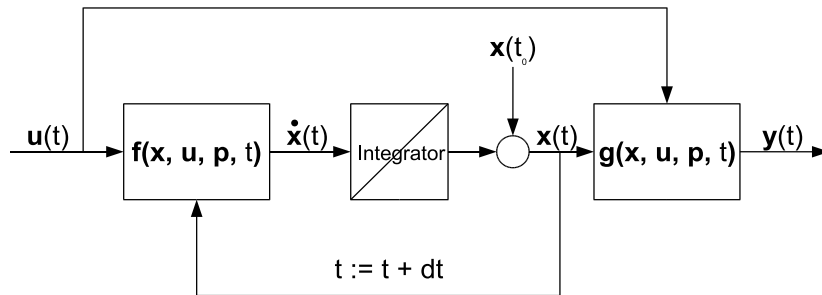 x(t₀)
u(t)
f(x, u, p, t)
ẋ(t)
Integrator
x(t)
g(x, u, p, t)
y(t)
t := t + dt